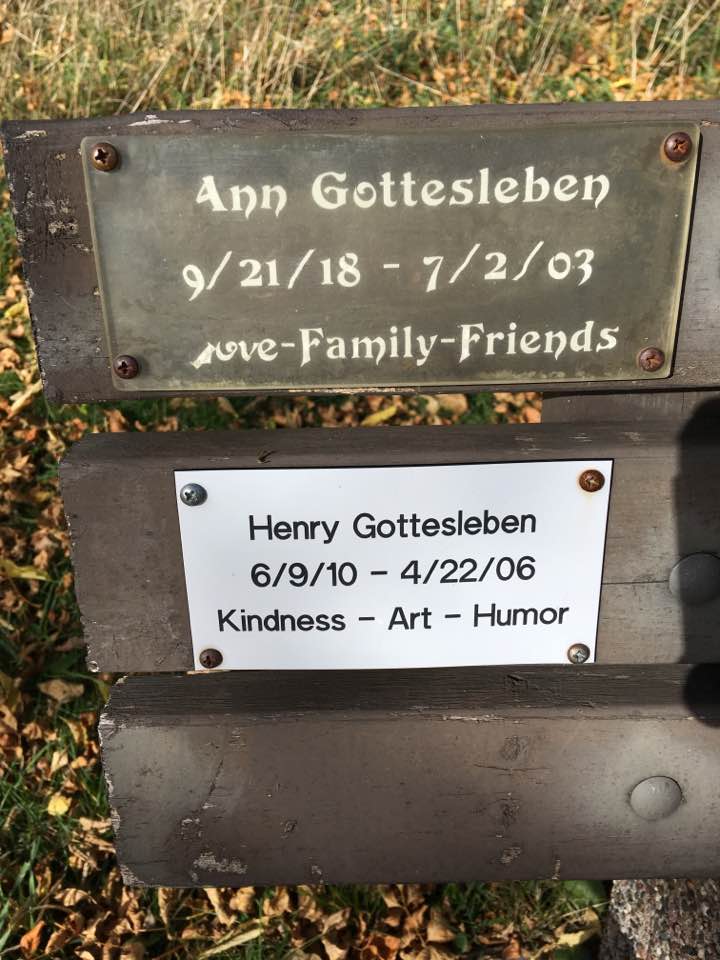 Ann Gottesleben
9/21/18 - 7/2/03
Love-Family-Friends
Henry Gottesleben
6/9/10 - 4/22/06
Kindness - Art - Humor